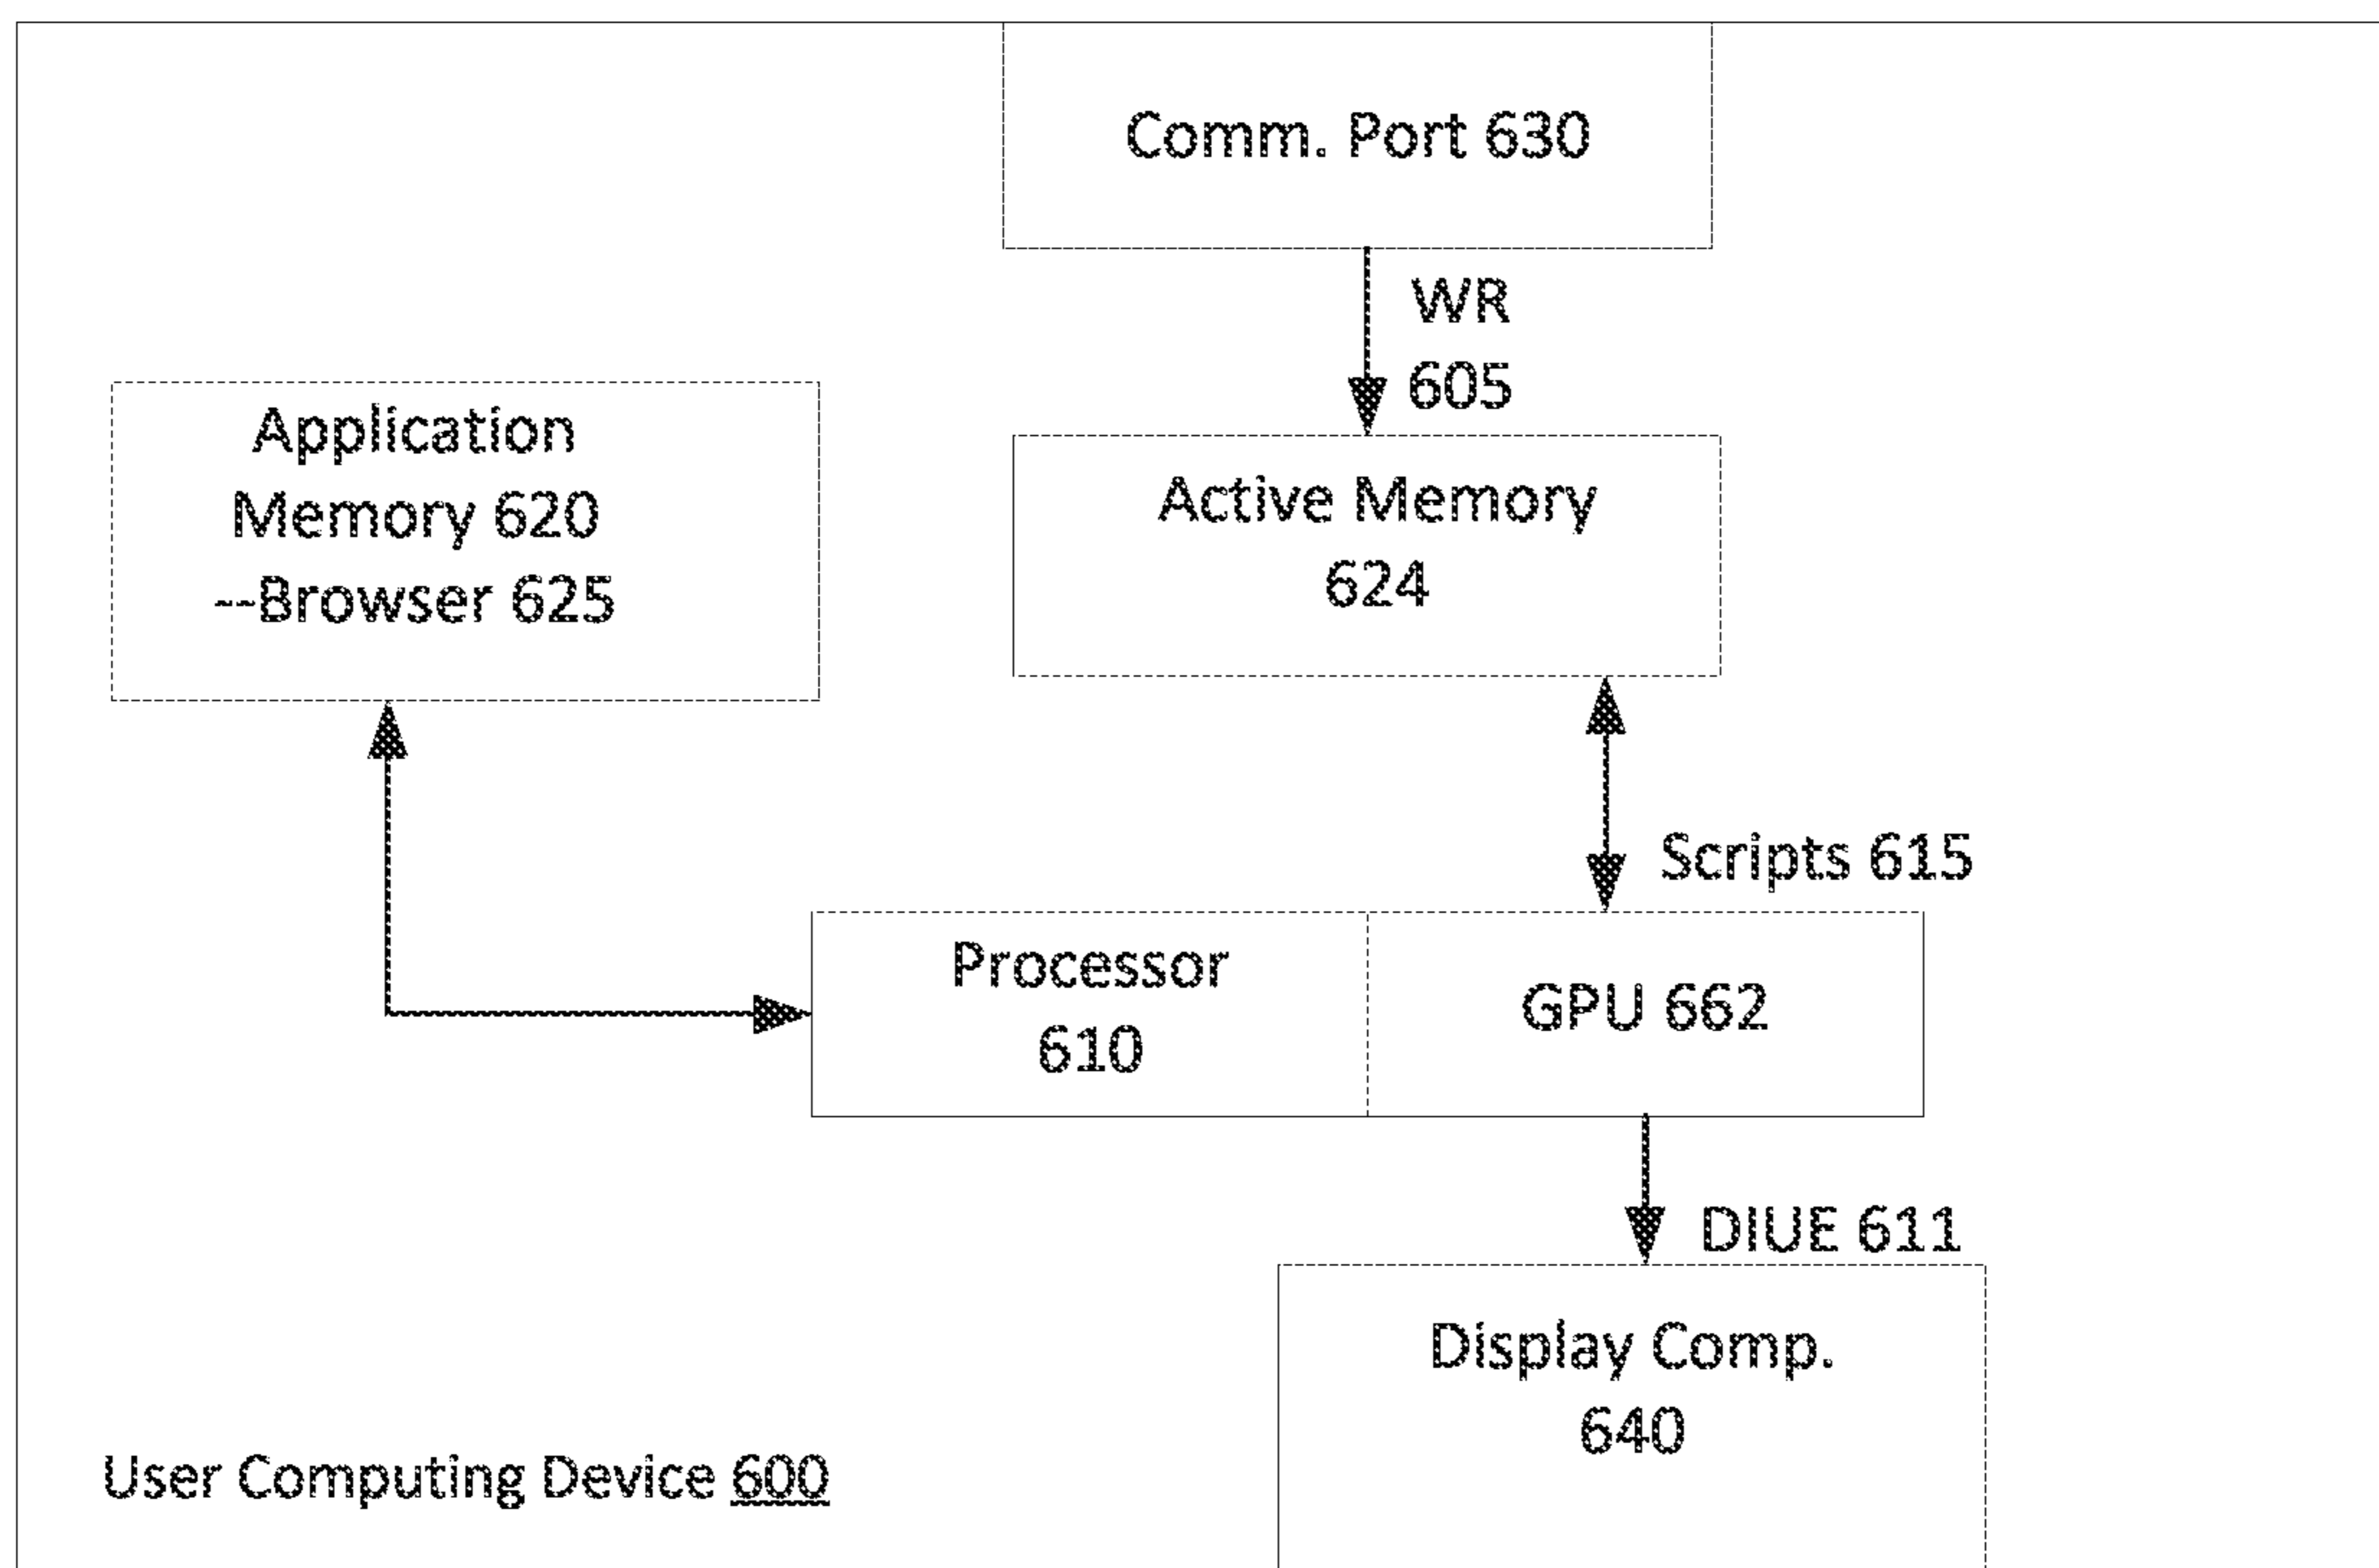 Comm. Port 630
WR
605
Application
Memory 620
--Browser 625
Active Memory
624
Scripts 615
Processor
610
GPU 662
DIUE 611
Display Comp.
640
User Computing Device 600